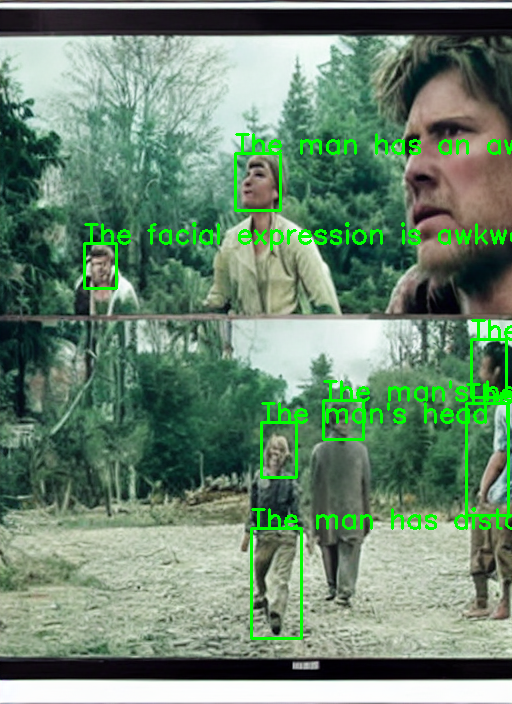 The man has an aw
The facial expression is awkw
The
The man's he
The man's head
The man has disto